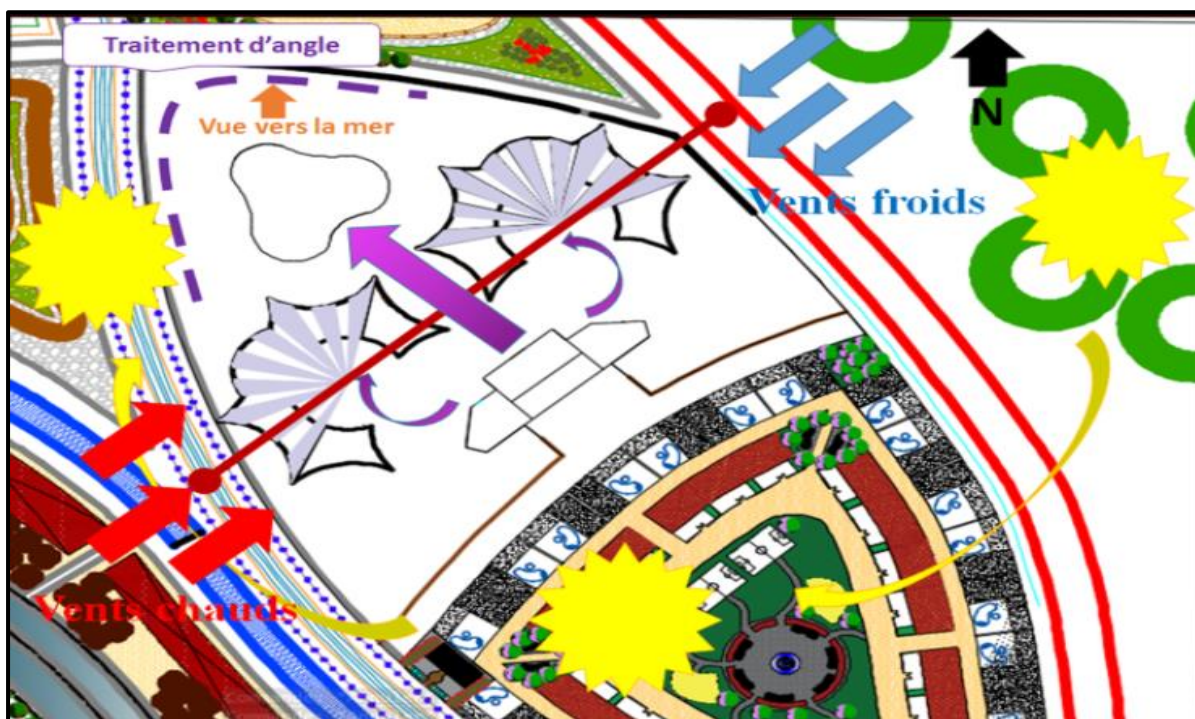 Traitement d'angle
Vue vers la mer
N
Vents froids
Vents chauds